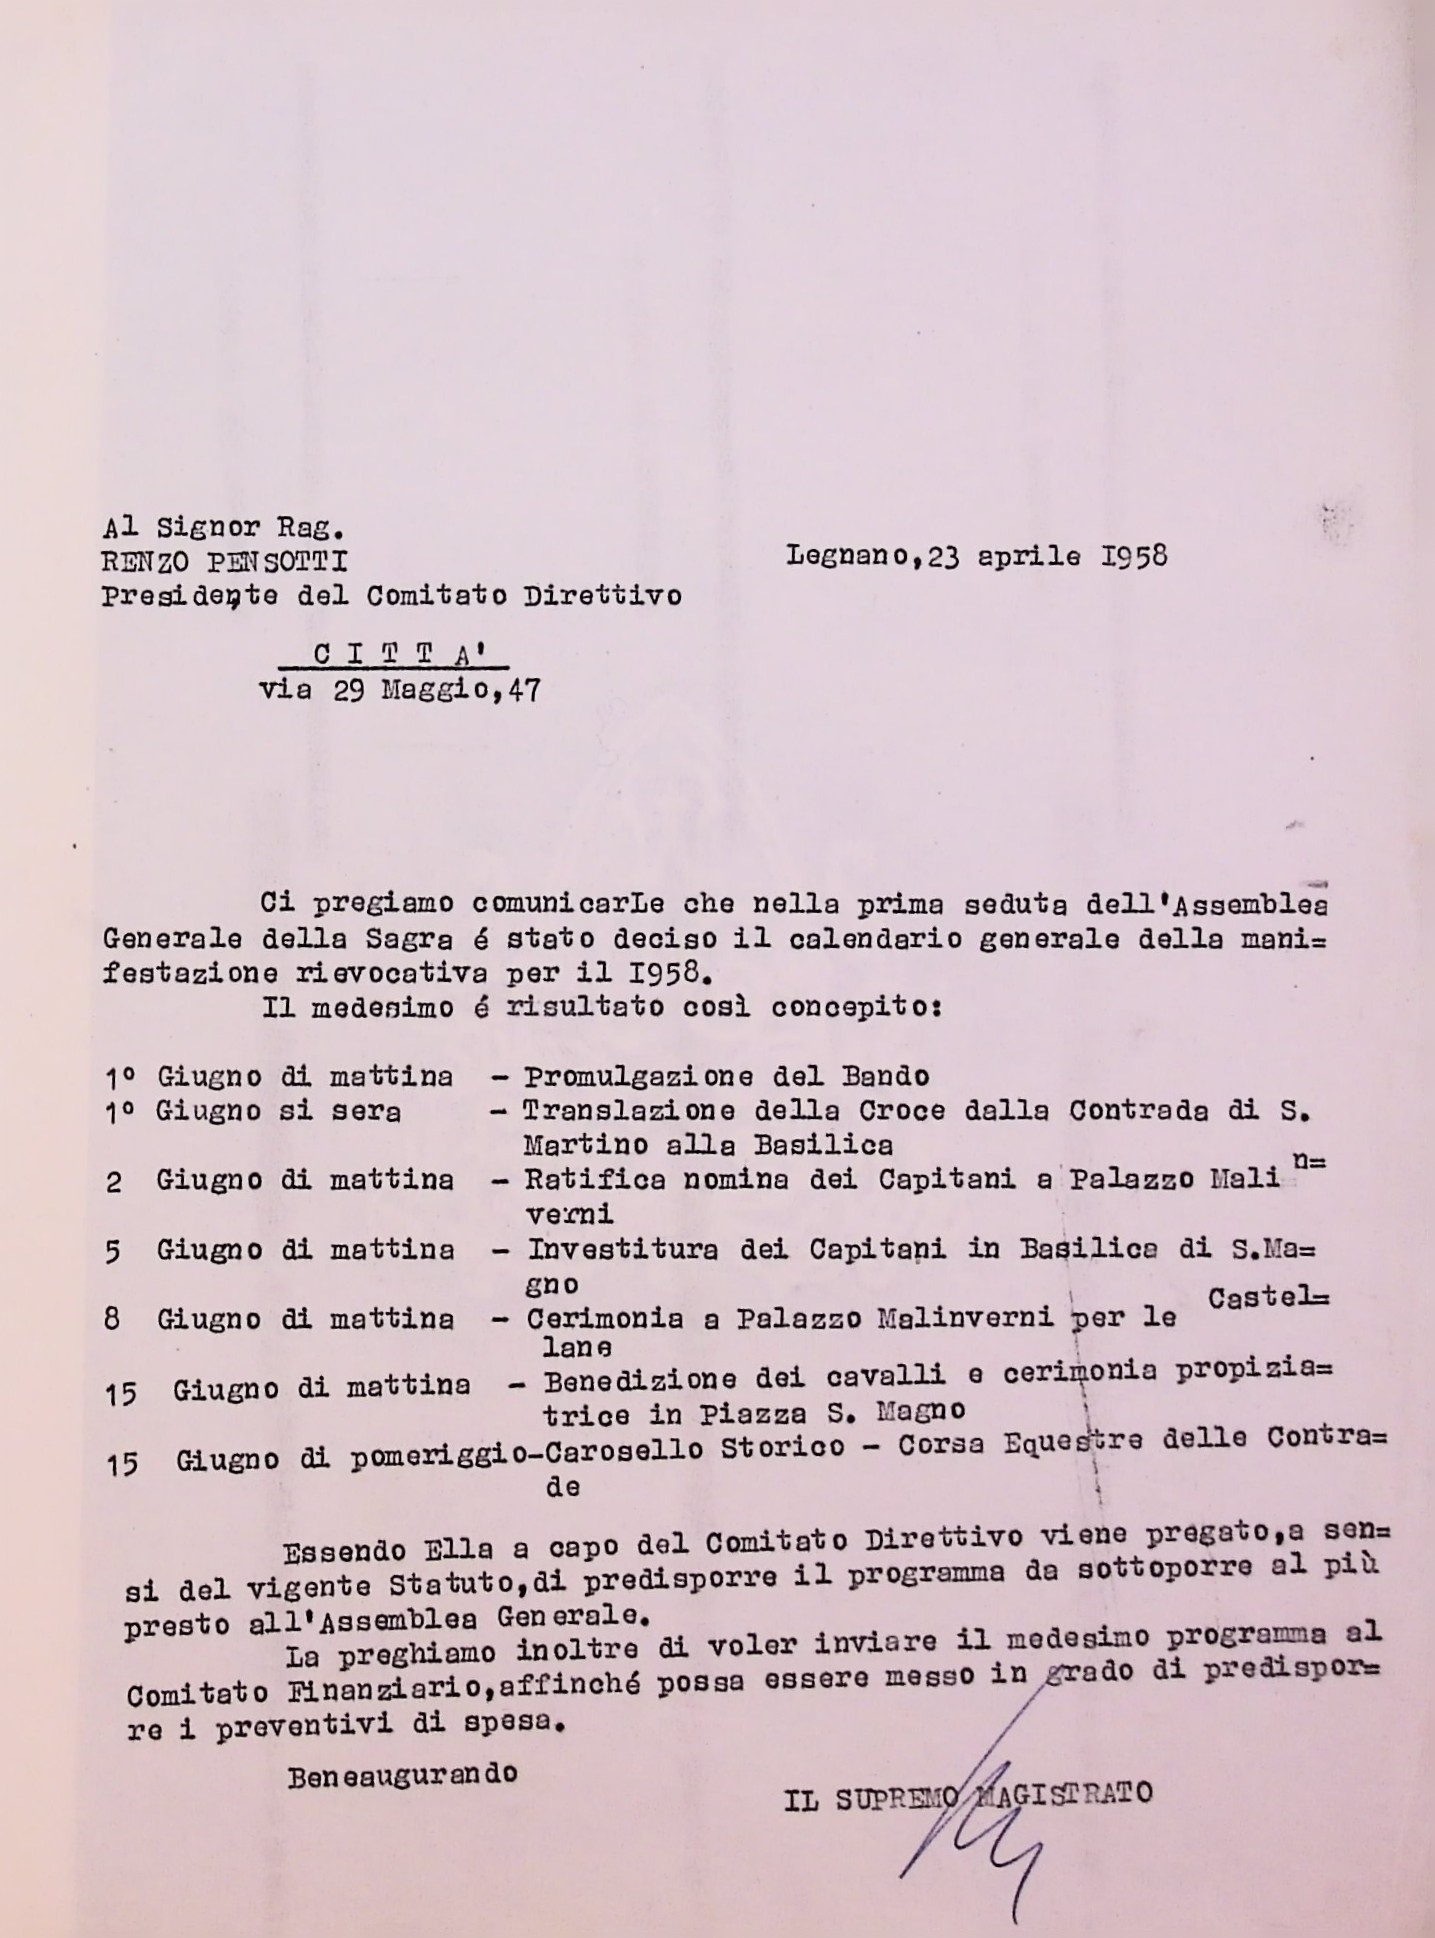 Al Signor Rag.
RENZO PENSOTTI
Presidente del Comitato Direttivo
Legnano,23 aprile 1958
C I T T A'
via 29 Maggio,47
Ci pregiamo comunicarLe che nella prima seduta dell'Assemblea
Generale della Sagra é stato deciso il calendario generale della mani=
festazione rievocativa per il 1958.
Il medesimo é risultato così concepito:
1° Giugno di mattina - Promulgazione del Bando
1° Giugno si sera - Translazione della Croce dalla Contrada di S.
Martino alla Basilica
2 Giugno di mattina - Ratifica nomina dei Capitani a Palazzo Malin=
verni
5 Giugno di mattina - Investitura dei Capitani in Basilica di S.Ma=
gno
8 Giugno di mattina - Cerimonia a Palazzo Malinverni per le Castel=
lane
15 Giugno di mattina - Benedizione dei cavalli e cerimonia propizia=
trice in Piazza S. Magno
15 Giugno di pomeriggio-Carosello Storico - Corsa Equestre delle Contra=
de
Essendo Ella a capo del Comitato Direttivo viene pregato,a sen=
si del vigente Statuto,di predisporre il programma da sottoporre al più
presto all'Assemblea Generale.
La preghiamo inoltre di voler inviare il medesimo programma al
Comitato Finanziario,affinché possa essere messo in grado di predispor=
re i preventivi di spesa.
Beneaugurando
IL SUPREMO MAGISTRATO